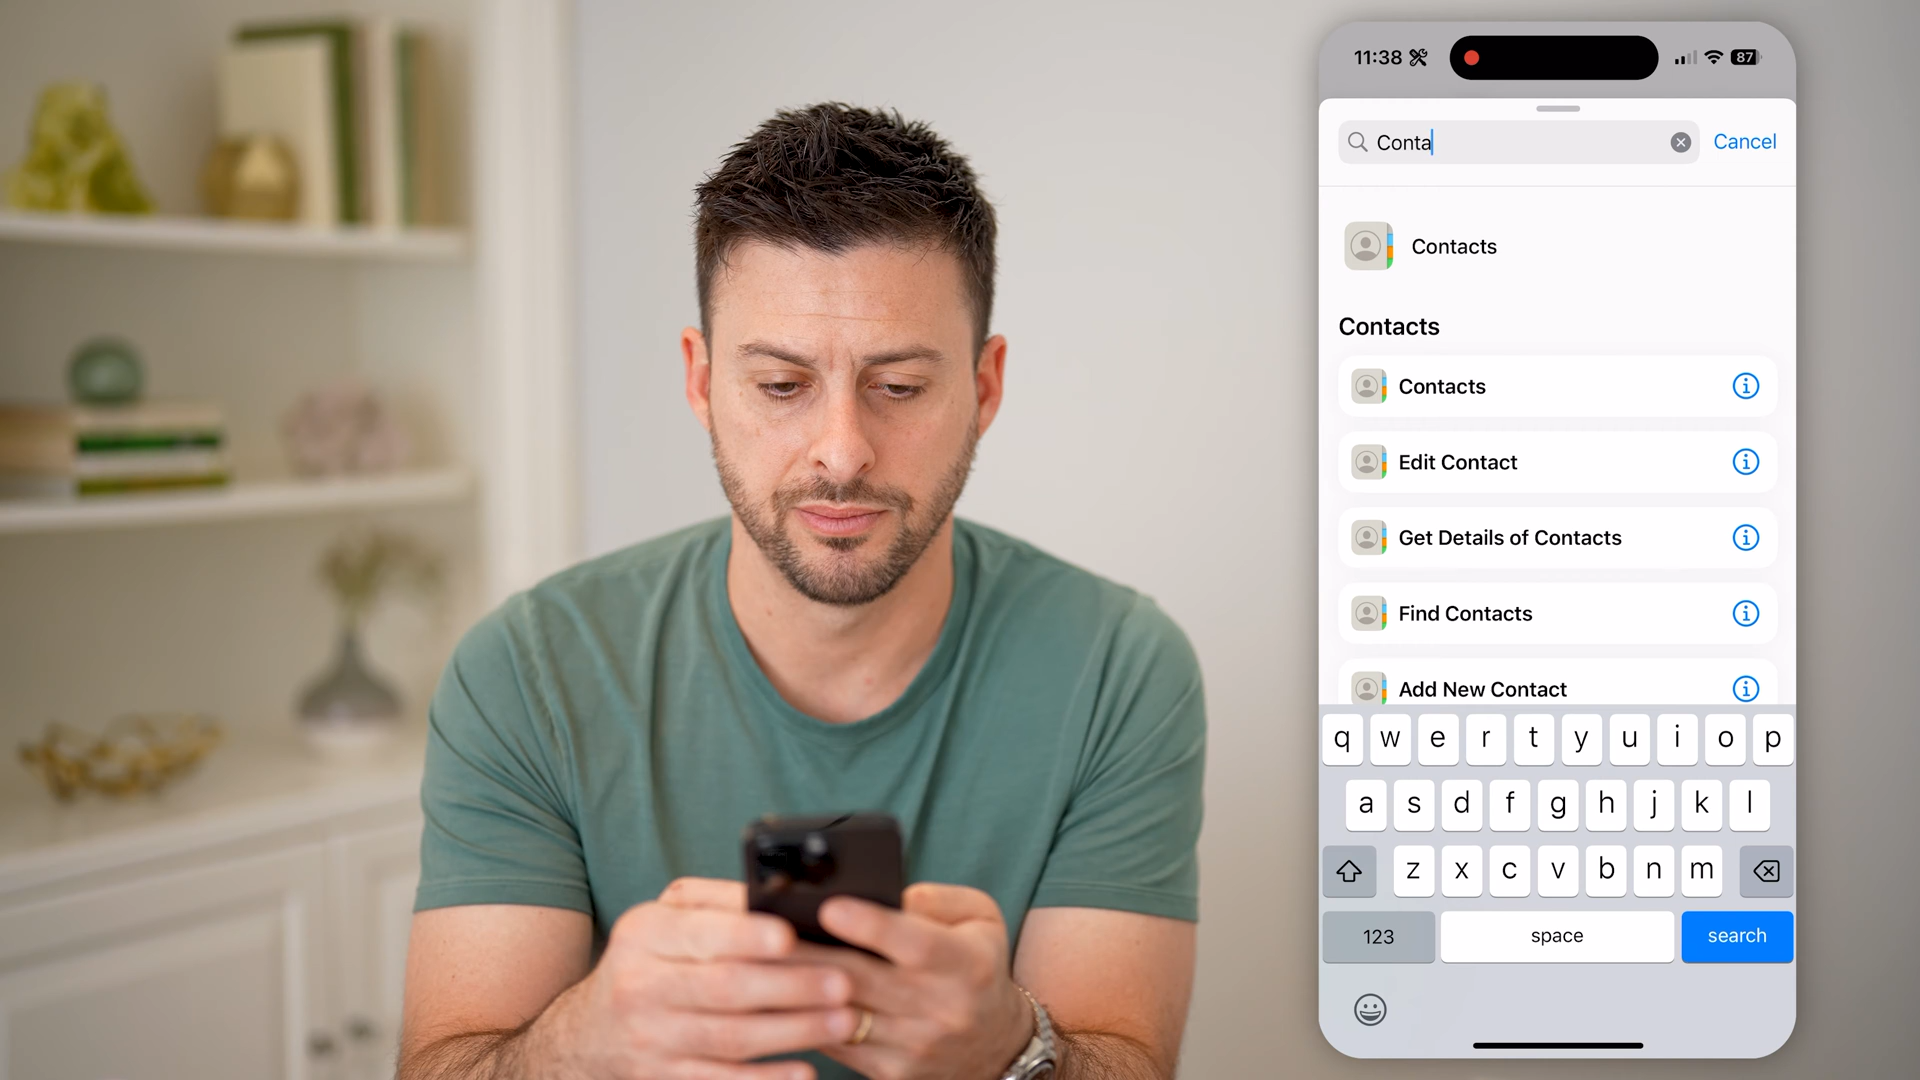 11:38
87
Conta
Cancel
Contacts
Contacts
Contacts
Edit Contact
Get Details of Contacts
Find Contacts
Add New Contact
q w e r t y u i o p
a s d f g h j k l
z x c v b n m
123 space search